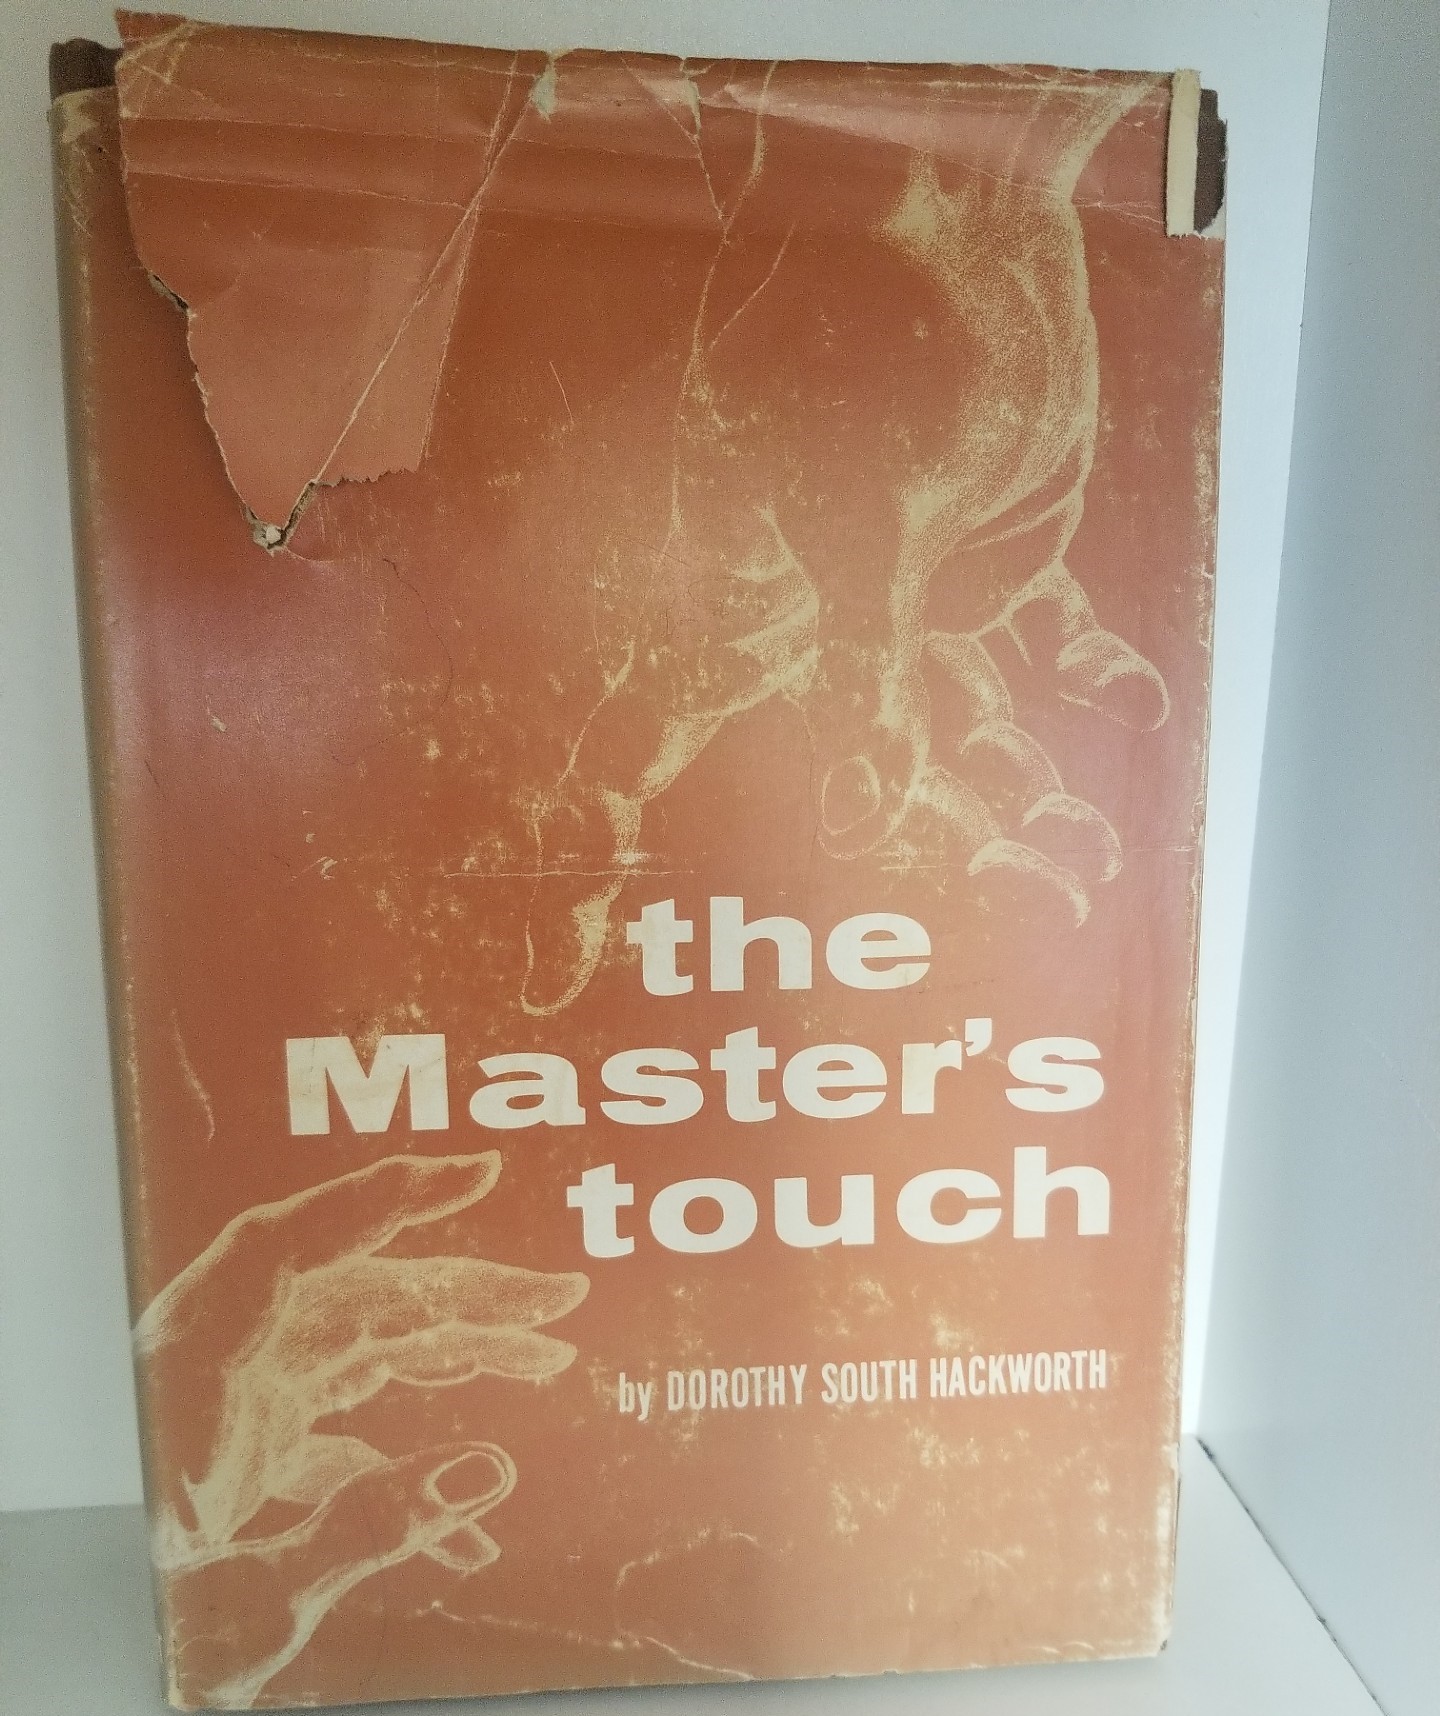 the
Master's
touch
by DOROTHY SOUTH HACKWORTH